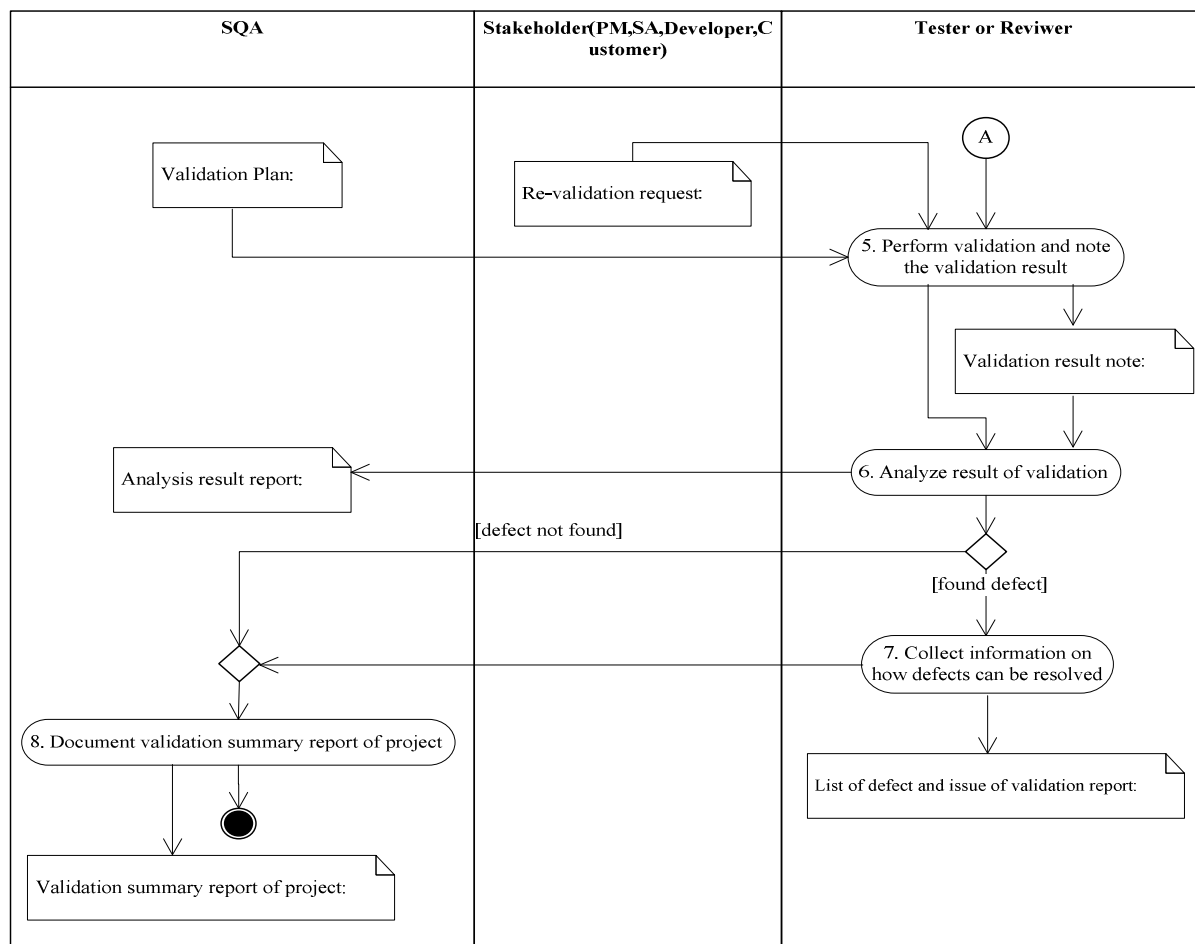 SQA
Stakeholder(PM,SA,Developer,C
ustomer)
Tester or Reviwer
A
Validation Plan:
Re-validation request:
5. Perform validation and note
the validation result
Validation result note:
Analysis result report:
6. Analyze result of validation
[defect not found]
[found defect]
7. Collect information on
how defects can be resolved
8. Document validation summary report of project
List of defect and issue of validation report:
Validation summary report of project: